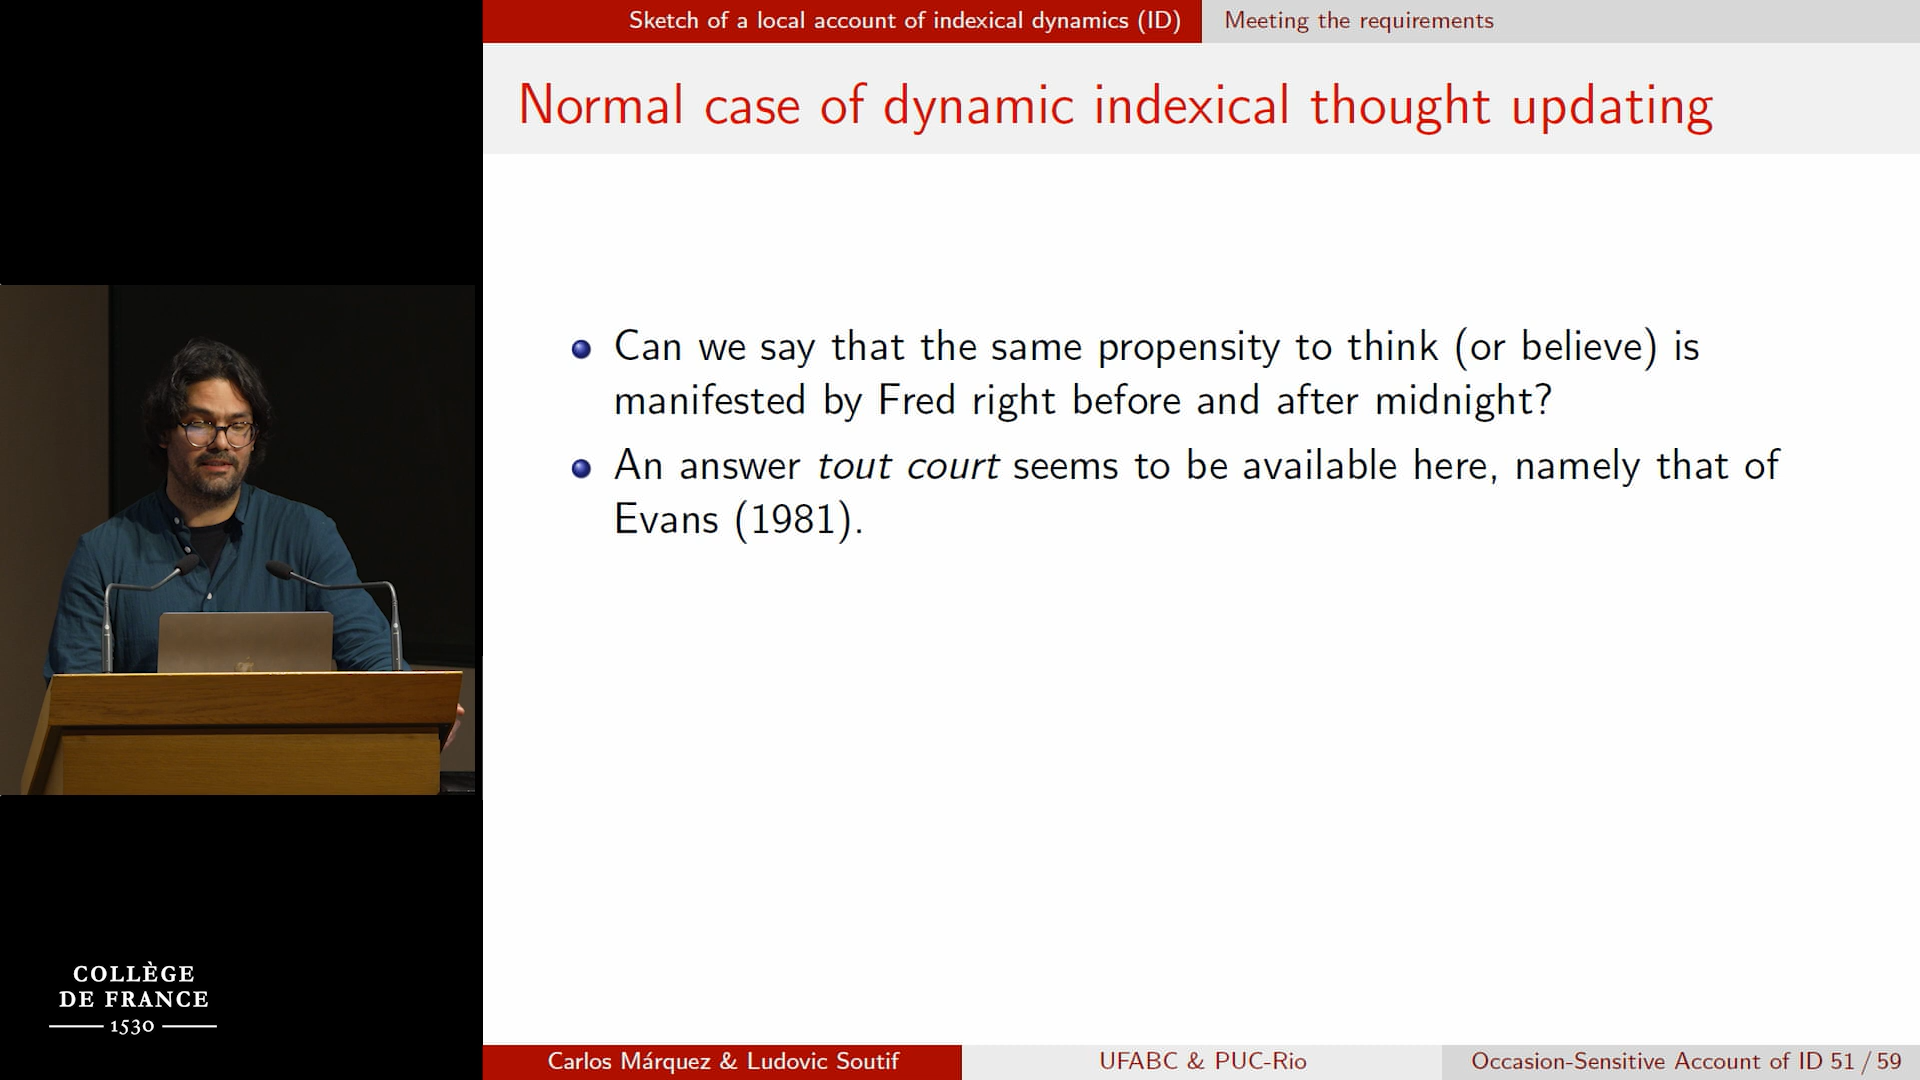 Sketch of a local account of indexical dynamics (ID) Meeting the requirements
Normal case of dynamic indexical thought updating
Can we say that the same propensity to think (or believe) is
manifested by Fred right before and after midnight?
An answer tout court seems to be available here, namely that of
Evans (1981).
COLLÈGE
DE FRANCE
1530
Carlos Márquez & Ludovic Soutif UFABC & PUC-Rio Occasion-Sensitive Account of ID 51 / 59